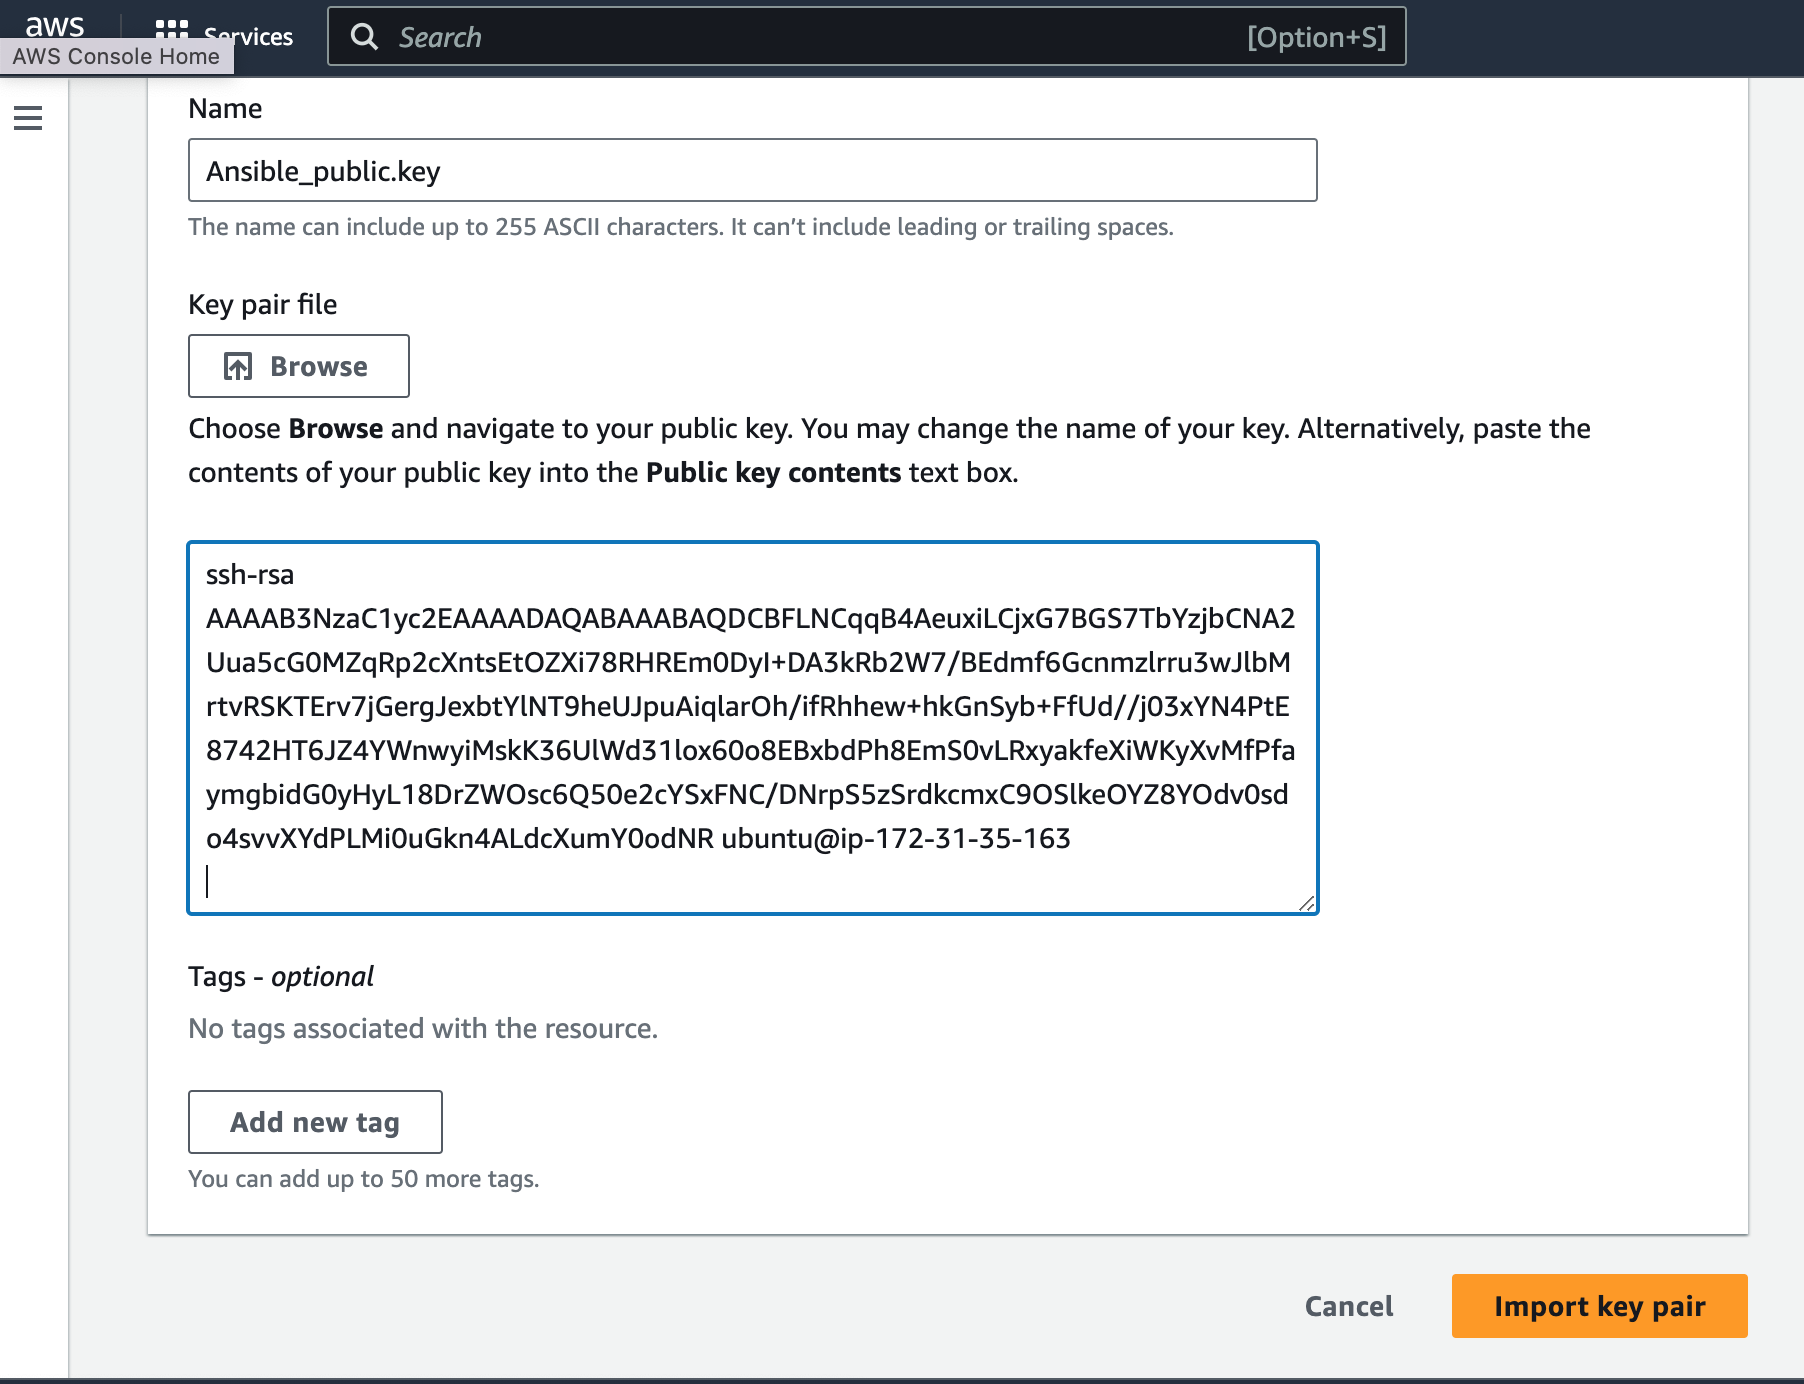 aws
Services
Search
[Option+S]
AWS Console Home
Name
Ansible_public.key
The name can include up to 255 ASCII characters. It can’t include leading or trailing spaces.
Key pair file
Browse
Choose Browse and navigate to your public key. You may change the name of your key. Alternatively, paste the
contents of your public key into the Public key contents text box.
ssh-rsa
AAAAB3NzaC1yc2EAAAADAQABAAABAQDCBFLNCqqB4AeuxiLCjxG7BGS7TbYzjbCNA2
Uua5cG0MZqRp2cXntsEtOZXi78RHREm0DyI+DA3kRb2W7/BEdmf6Gcnmzlrru3wJlbM
rtvRSKTErv7jGergJexbtYlNT9heUJpuAiqlarOh/ifRhhew+hkGnSyb+FfUd//j03xYN4PtE
8742HT6JZ4YWnwyiMskK36UlWd31lox60o8EBxbdPh8EmS0vLRxyakfeXiWKyXvMfPfa
ymgbidG0yHyL18DrZWOsc6Q50e2cYSxFNC/DNrpS5zSrdkcmxC9OSlkeOYZ8YOdv0sd
o4svvXYdPLMi0uGkn4ALdcXumY0odNR ubuntu@ip-172-31-35-163
Tags - optional
No tags associated with the resource.
Add new tag
You can add up to 50 more tags.
Cancel
Import key pair